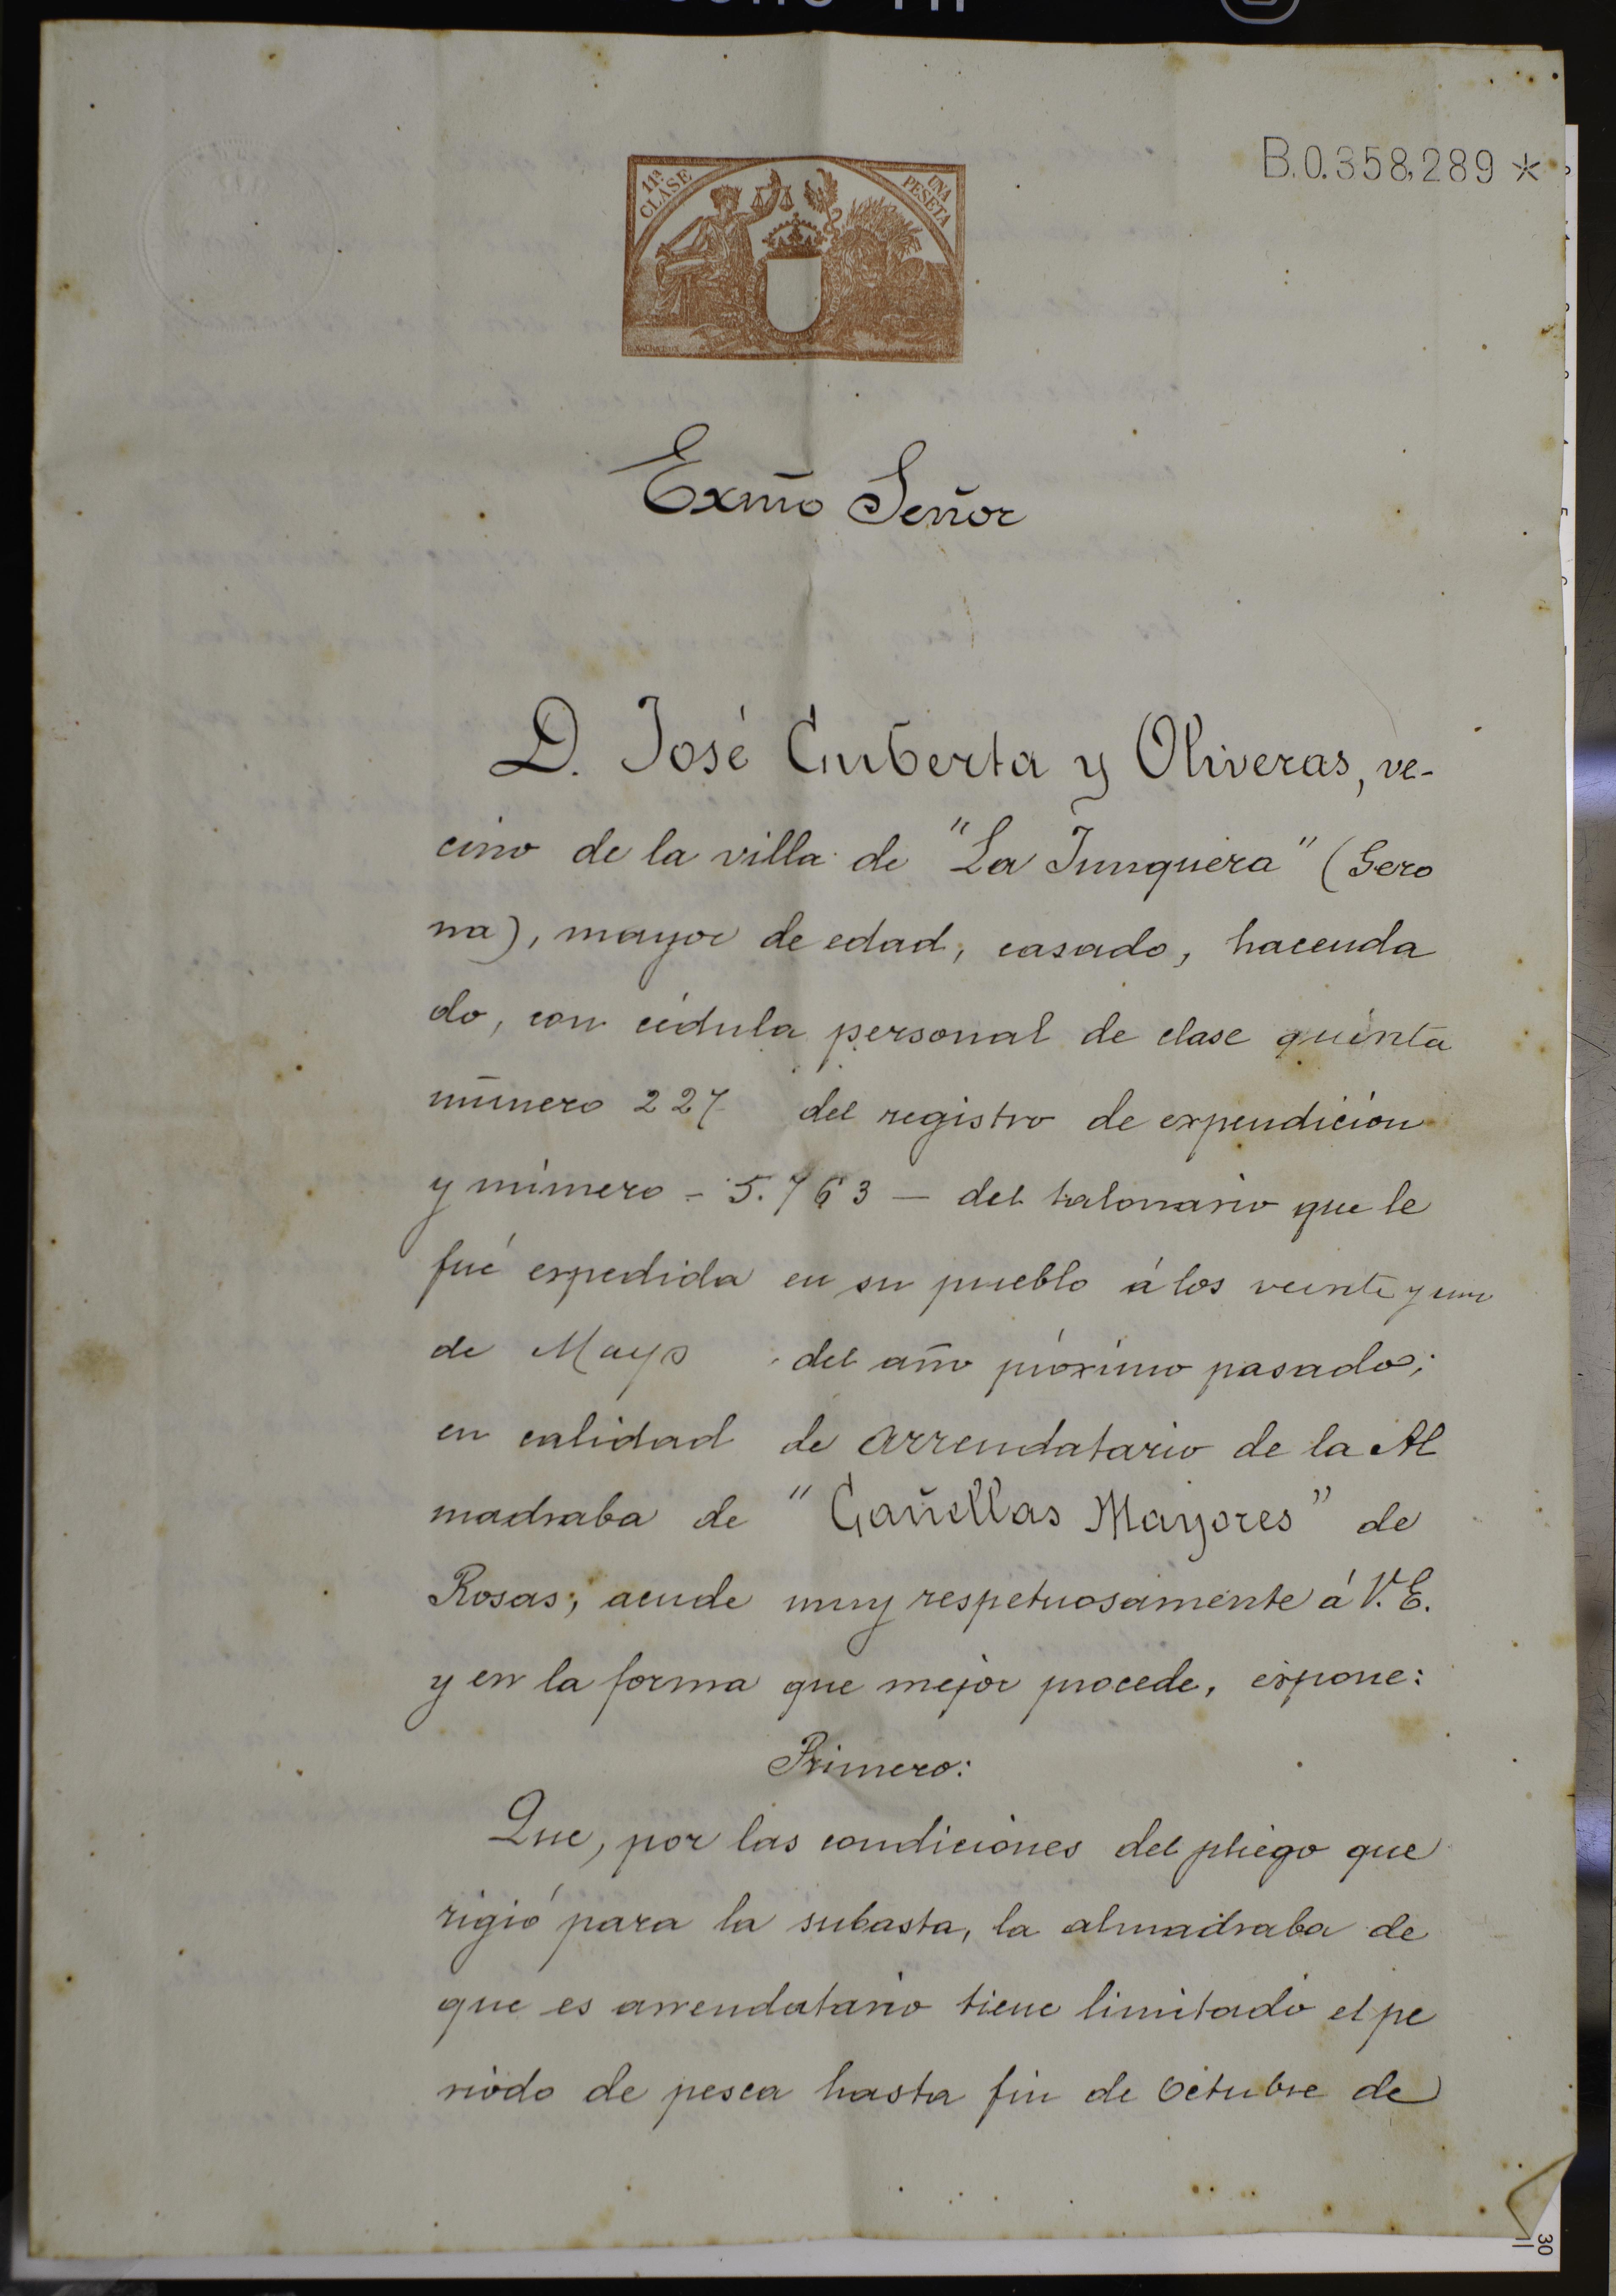 11ª CLASE
UNA PESETA
B.0.358,289 *
Exm̃o Señor
D. José Guberta y Oliveras, ve-
cino de la villa de "La Junquera" (Gero
na), mayor de edad, casado, hacenda
do, con cédula personal de clase quinta
número 227 del registro de expendición
y número - 5.763 — del talonario que le
fué expedida en su pueblo á los veinte y uno
de Mayo del año próximo pasado;
en calidad de arrendatario de la Al
madraba de "Cañellas Mayores" de
Rosas; acude muy respetuosamente á V. E.
y en la forma que mejor procede, expone:
Primero:
Que, por las condiciones del pliego que
rigió para la subasta, la almadraba de
que es arrendatario tiene limitado el pe
riodo de pesca hasta fin de Octubre de
30